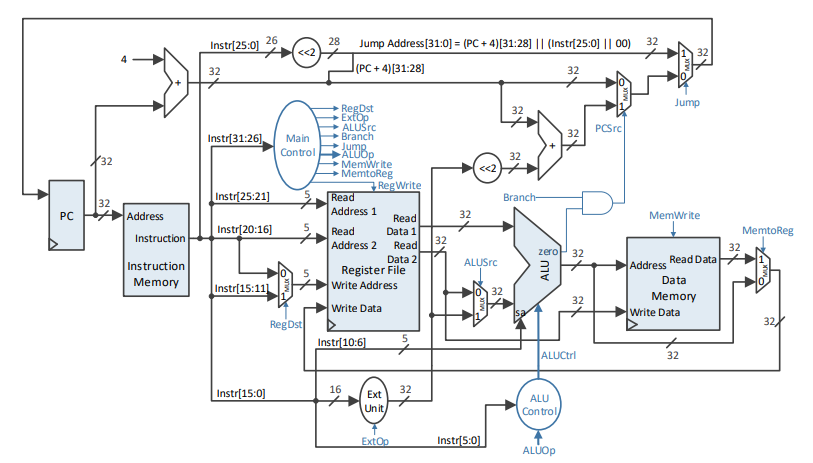 Instr[25:0]
26
<<2
28
Jump Address[31:0] = (PC + 4)[31:28] || (Instr[25:0] || 00)
32
1
MUX
0
32
Jump
4
+
32
(PC + 4)[31:28]
32
0
MUX
1
PCSrc
32
+
32
<<2
32
32
Instr[31:26]
Main
Control
RegDst
ExtOp
ALUSrc
Branch
Jump
ALUOp
MemWrite
MemtoReg
RegWrite
PC
32
Address
Instruction
Instruction
Memory
Instr[25:21]
5
Instr[20:16]
5
Instr[15:11]
0
MUX
1
5
RegDst
Read
Address 1
Read
Address 2
Read
Data 1
Read
Data 2
Register File
Write Address
Write Data
32
32
ALUSrc
0
MUX
1
32
Branch
zero
ALU
sa
32
32
MemWrite
Address
Read Data
Data
Memory
Write Data
32
MemtoReg
1
MUX
0
32
32
Instr[10:6]
5
ALUCtrl
Instr[15:0]
16
Ext
Unit
32
ExtOp
ALU
Control
Instr[5:0]
ALUOp